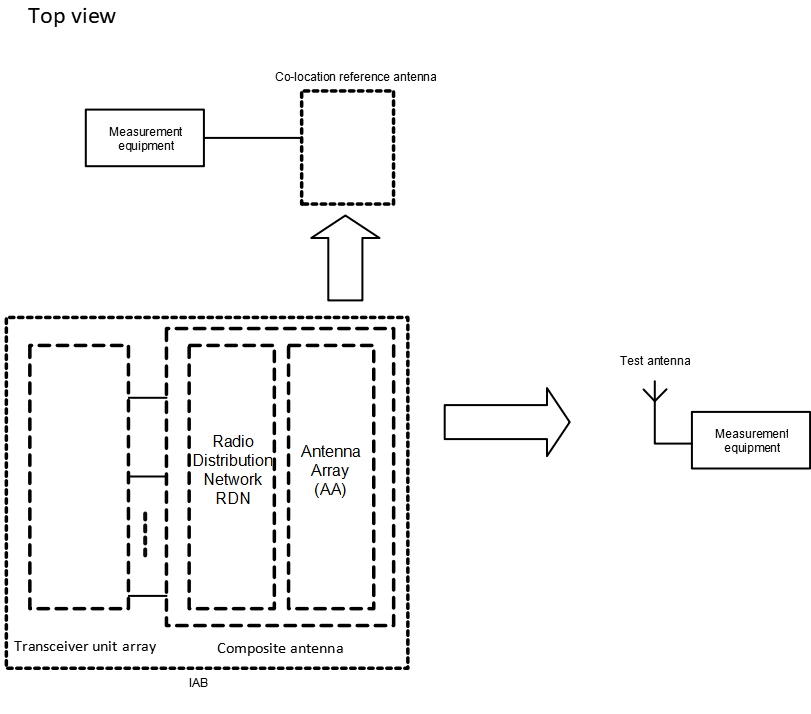 Top view
Co-location reference antenna
Measurement
equipment
Test antenna
Measurement
equipment
Radio
Distribution
Network
RDN
Antenna
Array
(AA)
Transceiver unit array
Composite antenna
IAB